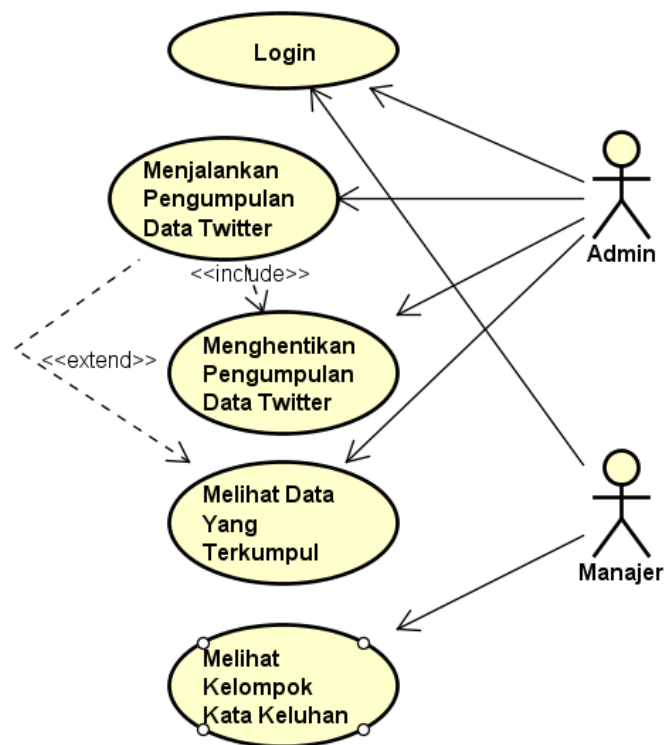 Login
Menjalankan
Pengumpulan
Data Twitter
Admin
<<include>>
Menghentikan
Pengumpulan
Data Twitter
<<extend>>
Melihat Data
Yang
Terkumpul
Manajer
Melihat
Kelompok
Kata Keluhan